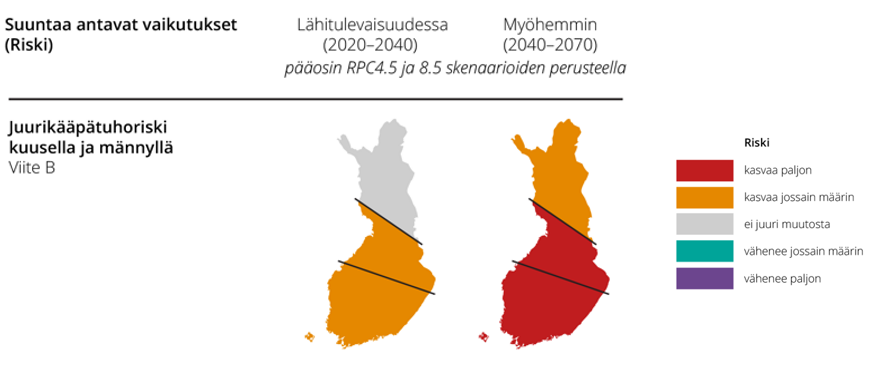 Suuntaa antavat vaikutukset
(Riski)
Lähitulevaisuudessa
(2020–2040)
Myöhemmin
(2040–2070)
pääosin RPC4.5 ja 8.5 skenaarioiden perusteella
Juurikääpätuhoriski
kuusella ja männyllä
Viite B
Riski
kasvaa paljon
kasvaa jossain määrin
ei juuri muutosta
vähenee jossain määrin
vähenee paljon